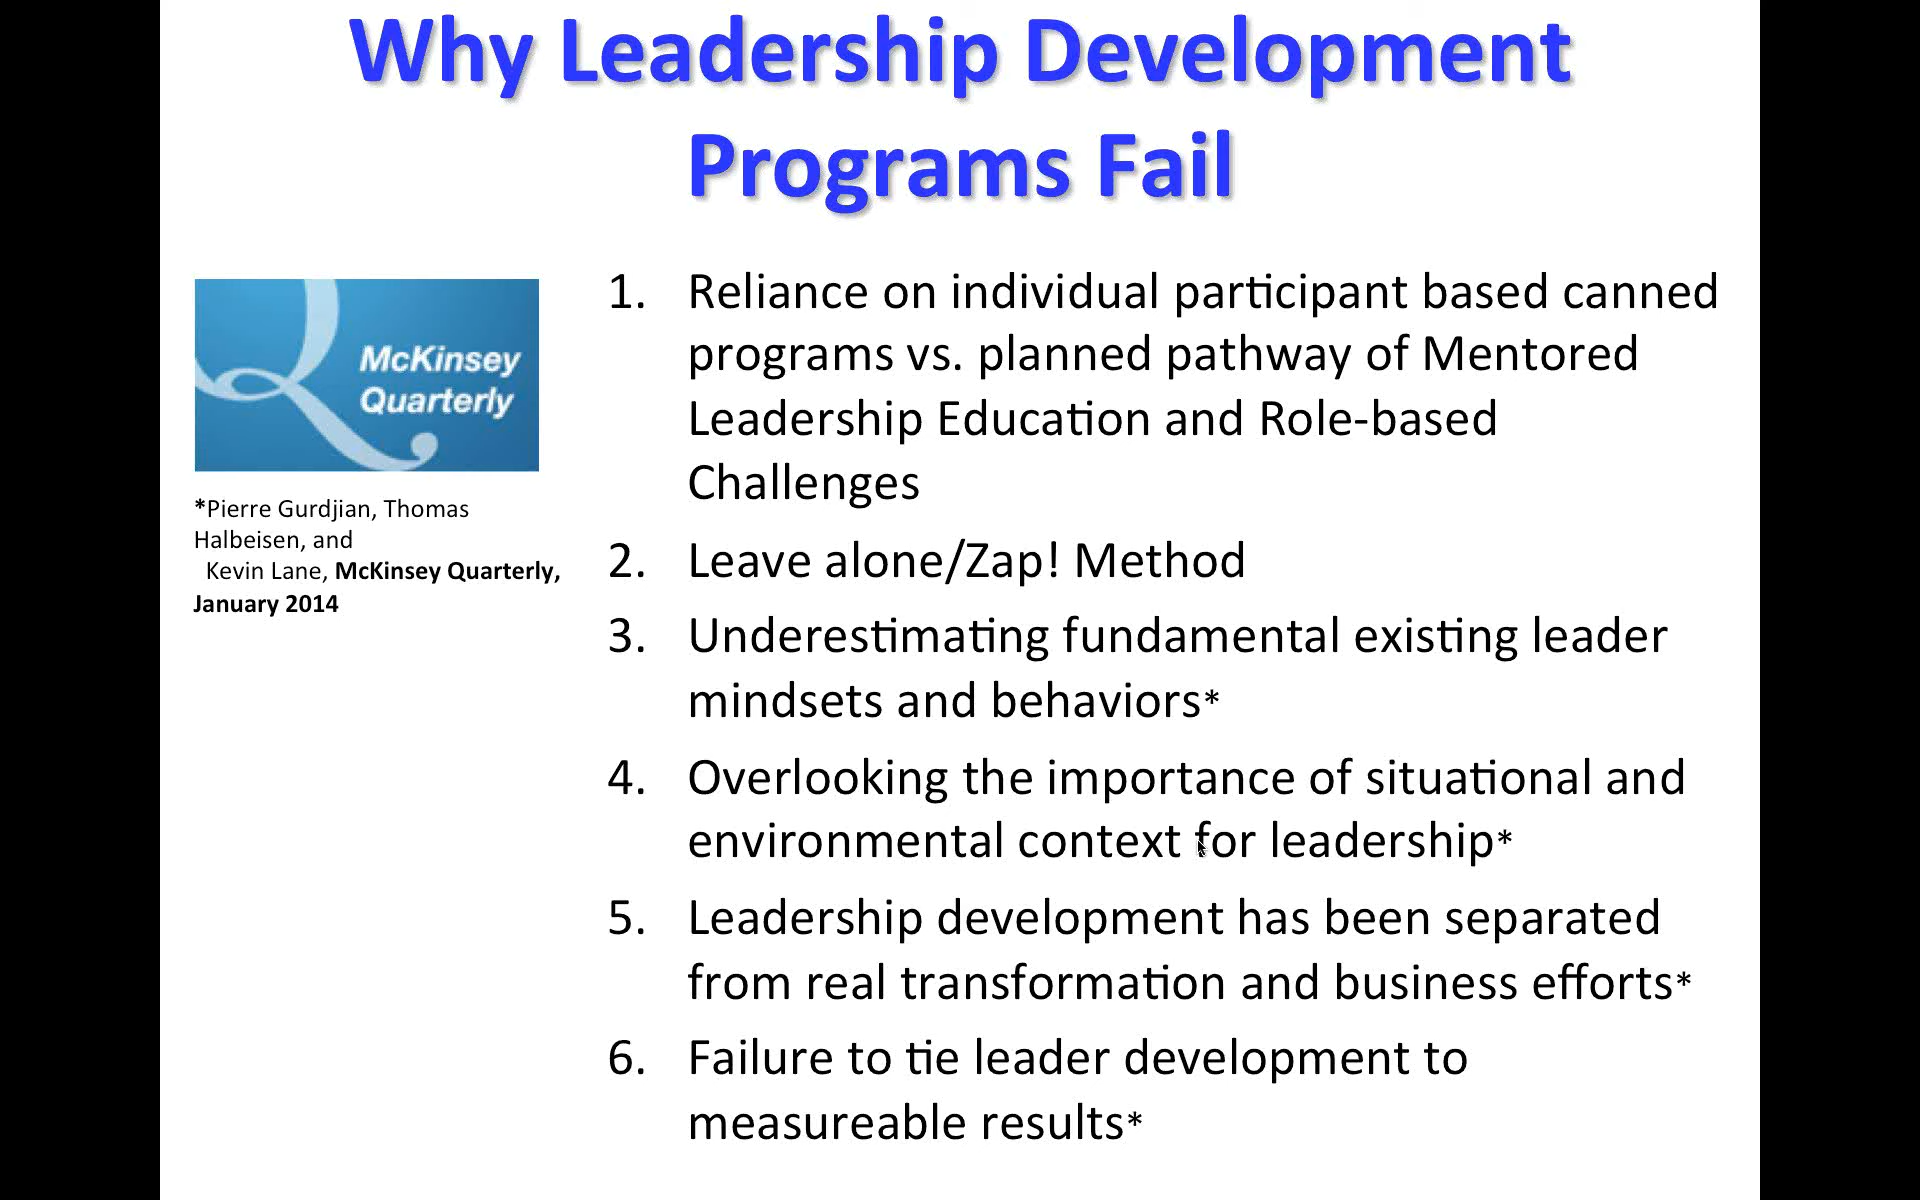 Why Leadership Development
Programs Fail
McKinsey
Quarterly
*Pierre Gurdjian, Thomas
Halbeisen, and
Kevin Lane, McKinsey Quarterly,
January 2014
1. Reliance on individual participant based canned
programs vs. planned pathway of Mentored
Leadership Education and Role-based
Challenges
2. Leave alone/Zap! Method
3. Underestimating fundamental existing leader
mindsets and behaviors*
4. Overlooking the importance of situational and
environmental context for leadership*
5. Leadership development has been separated
from real transformation and business efforts*
6. Failure to tie leader development to
measureable results*